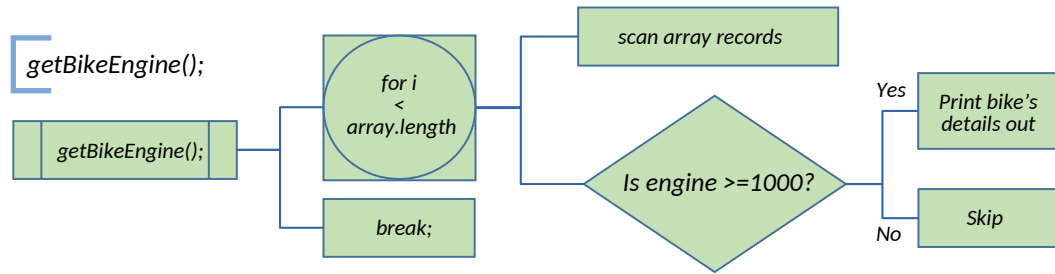 getBikeEngine();
getBikeEngine();
for i
<
array.length
break;
scan array records
Is engine >=1000?
Yes
Print bike’s
details out
No
Skip